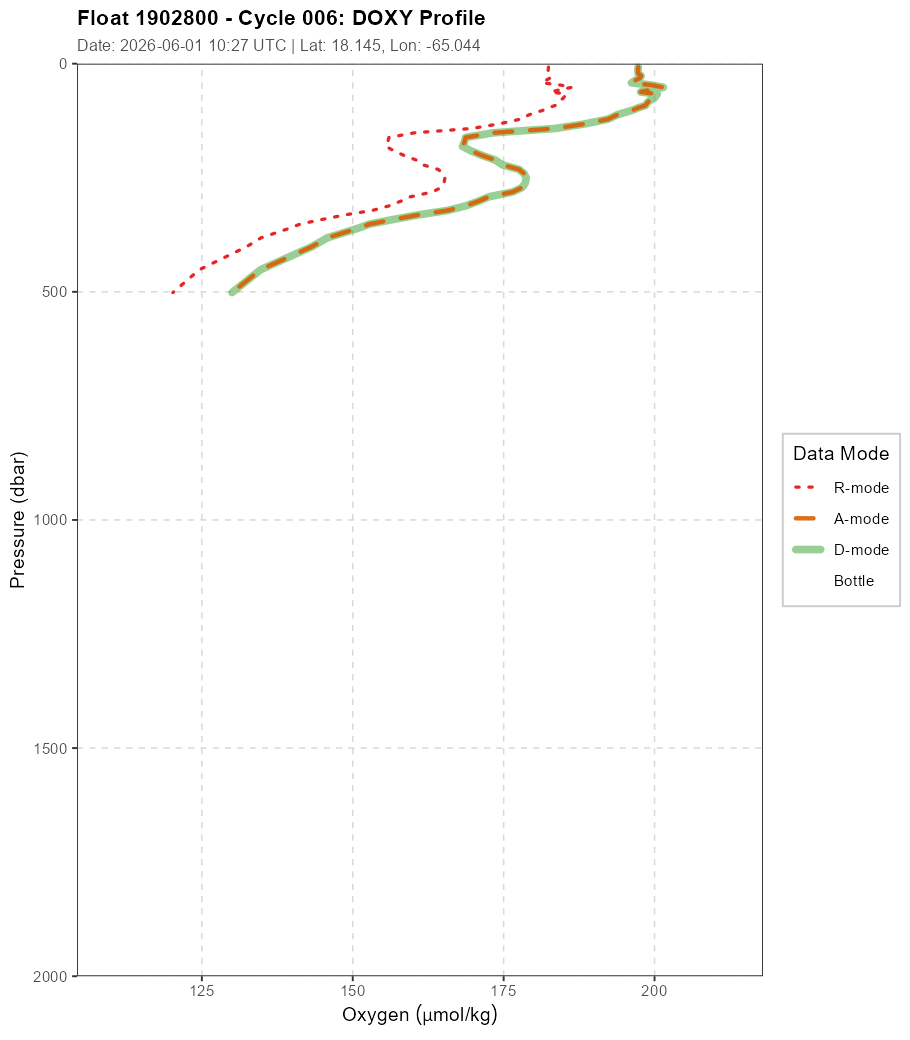 Float 1902800 - Cycle 006: DOXY Profile
Date: 2026-06-01 10:27 UTC | Lat: 18.145, Lon: -65.044
0
500
1000
1500
2000
Pressure (dbar)
125 150 175 200
Oxygen (μmol/kg)
Data Mode
R-mode
A-mode
D-mode
Bottle